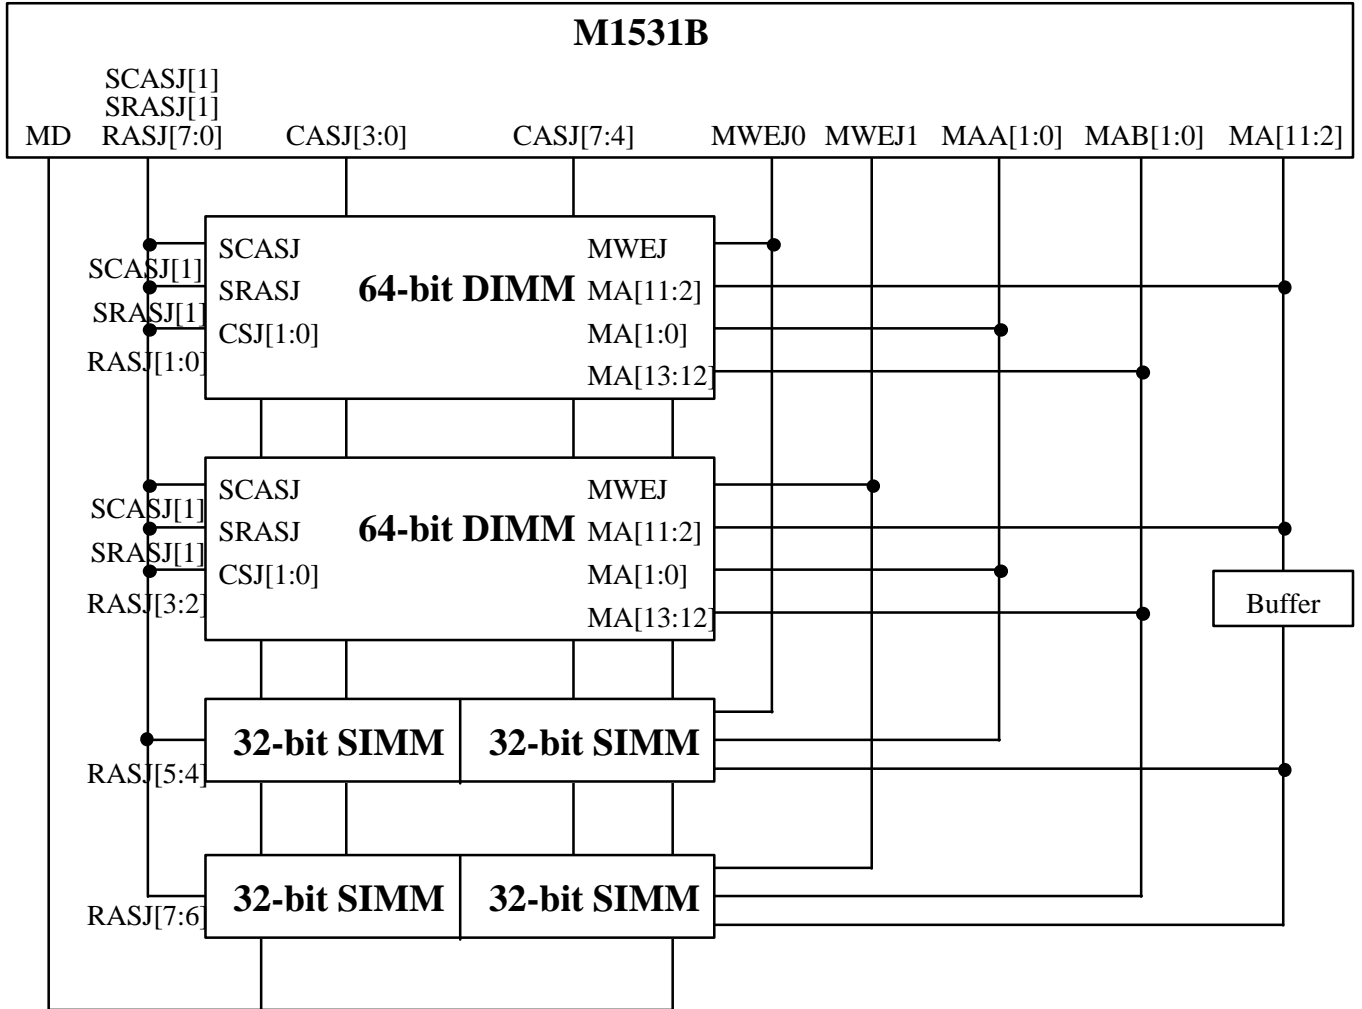 M1531B
SCASJ[1]
SRASJ[1]
MD RASJ[7:0] CASJ[3:0] CASJ[7:4] MWEJ0 MWEJ1 MAA[1:0] MAB[1:0] MA[11:2]
SCASJ MWEJ
SCASJ[1]
SRASJ 64-bit DIMM MA[11:2]
SRASJ[1]
CSJ[1:0] MA[1:0]
RASJ[1:0]
MA[13:12]
SCASJ MWEJ
SCASJ[1]
SRASJ 64-bit DIMM MA[11:2]
SRASJ[1]
CSJ[1:0] MA[1:0]
RASJ[3:2] Buffer
MA[13:12]
32-bit SIMM 32-bit SIMM
RASJ[5:4]
32-bit SIMM 32-bit SIMM
RASJ[7:6]